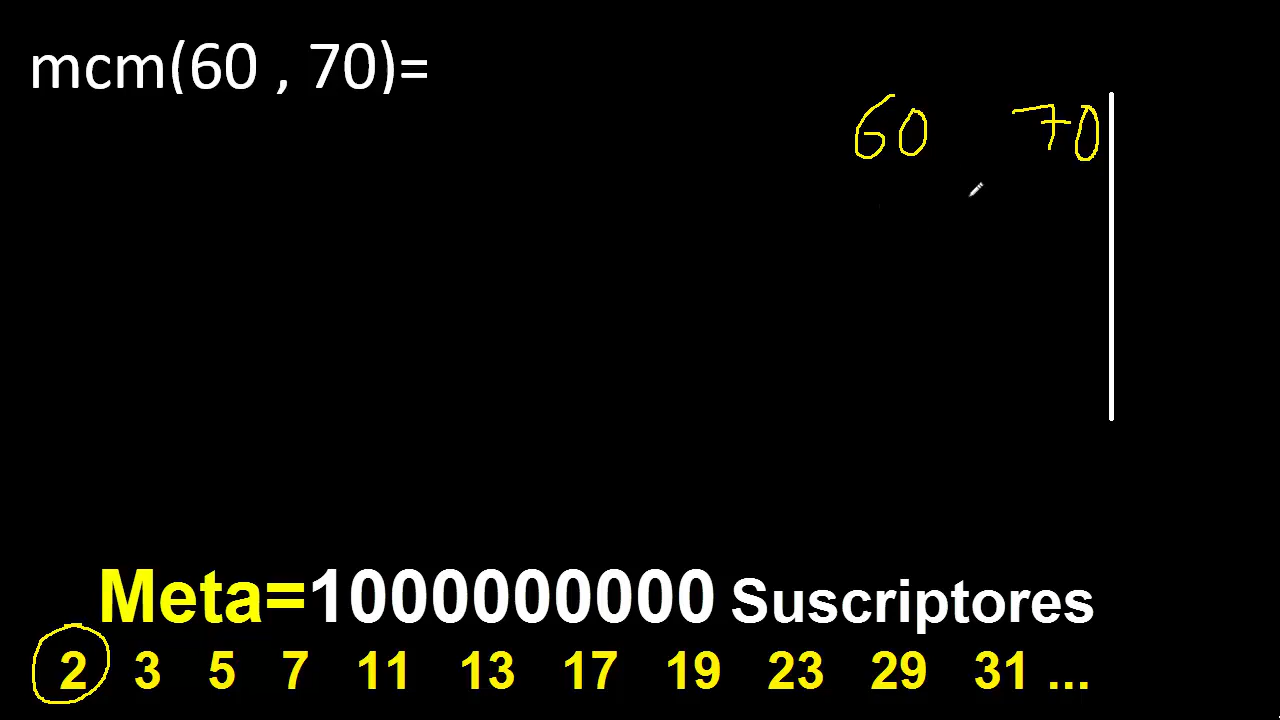 mcm(60 , 70)=
60 70
Meta=1000000000 Suscriptores
2 3 5 7 11 13 17 19 23 29 31 ...